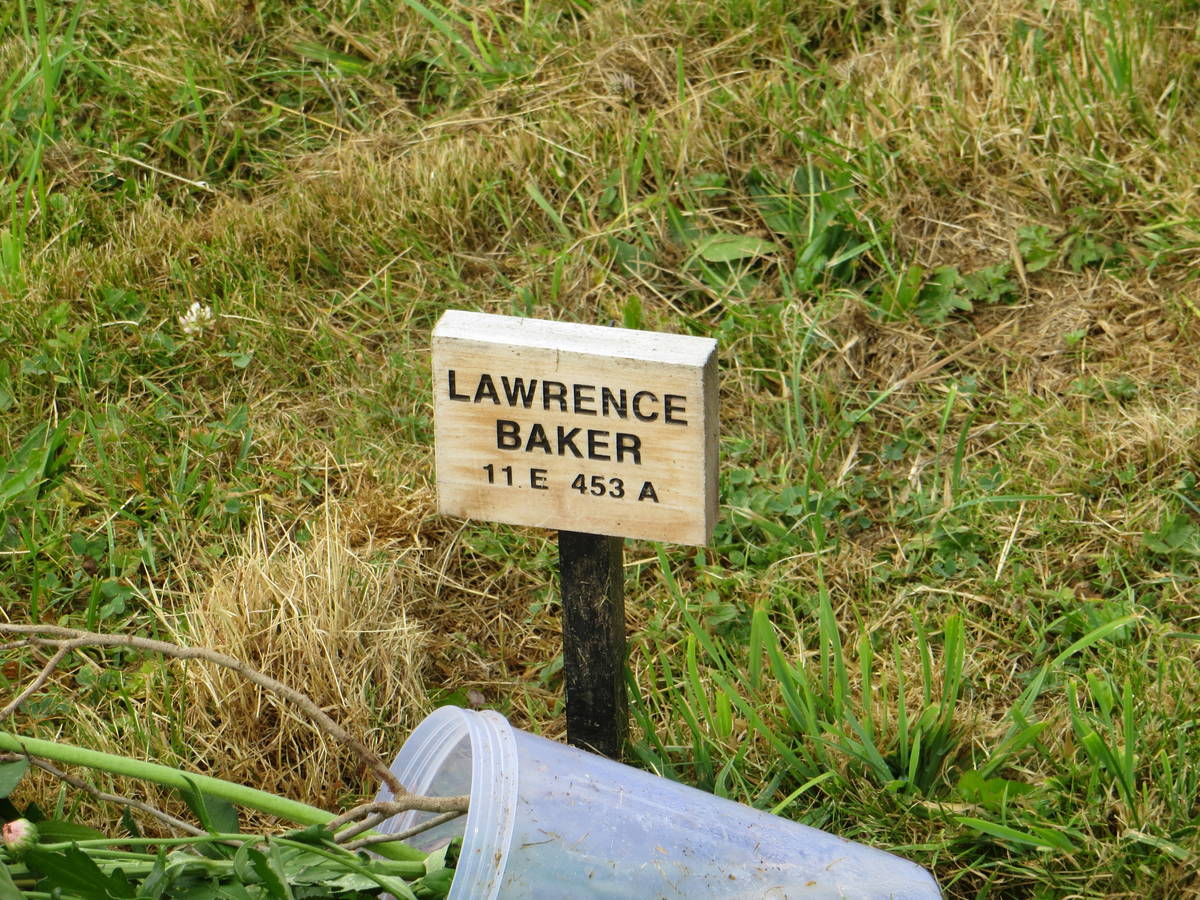 LAWRENCE
BAKER
11.E 453 A